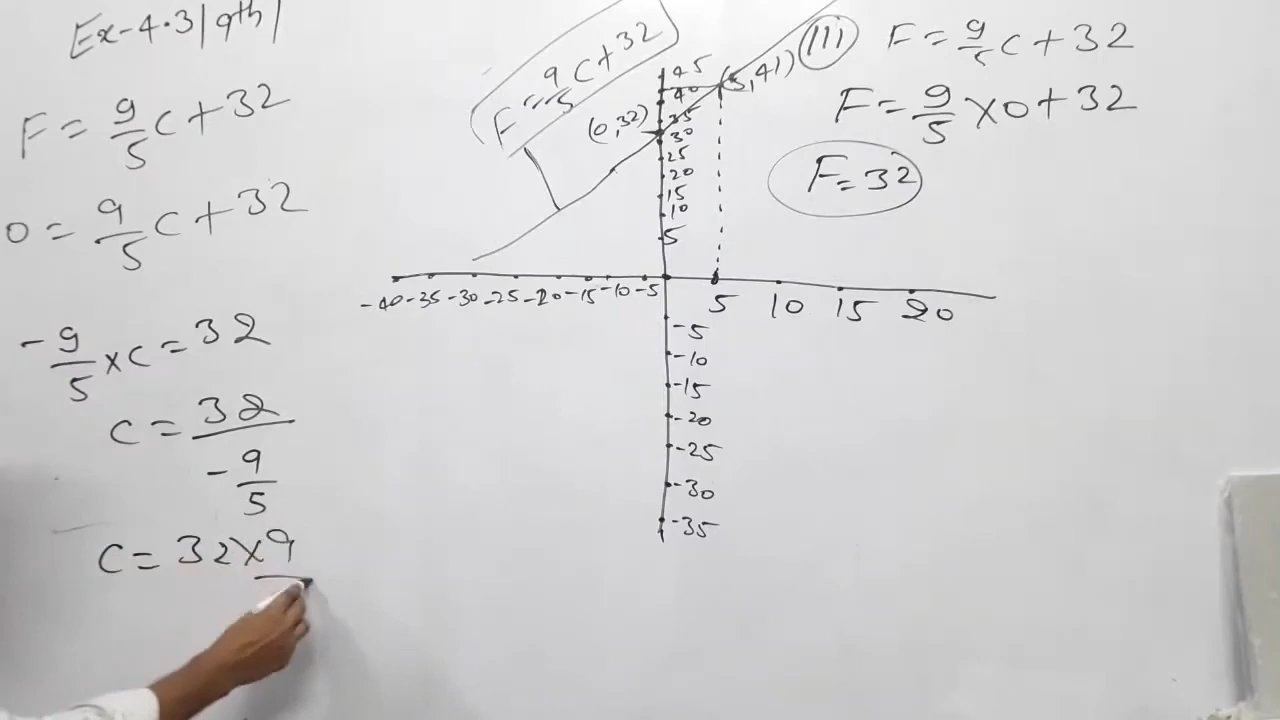 Ex-4.3|9th|
F = 9/5 C + 32
0 = 9/5 C + 32
-9/5 × C = 32
C = 32/(-9/5)
C = 32×9
F = 9/5 C + 32
(0,32)
(5,41)
45
40
35
30
25
20
15
10
5
-40 -35 -30 -25 -20 -15 -10 -5 5 10 15 20
-5
-10
-15
-20
-25
-30
-35
(iii) F = 9/5 C + 32
F = 9/5 × 0 + 32
F = 32